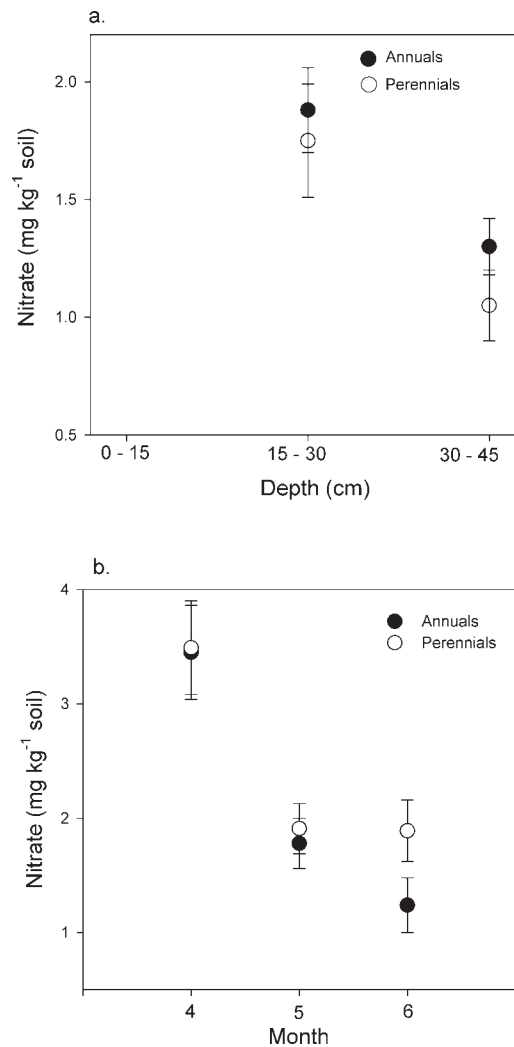 a.
Annuals
Perennials
2.0
1.5
1.0
0.5
Nitrate (mg kg⁻¹ soil)
0 - 15
15 - 30
30 - 45
Depth (cm)
b.
Annuals
Perennials
4
3
2
1
Nitrate (mg kg⁻¹ soil)
4
5
6
Month